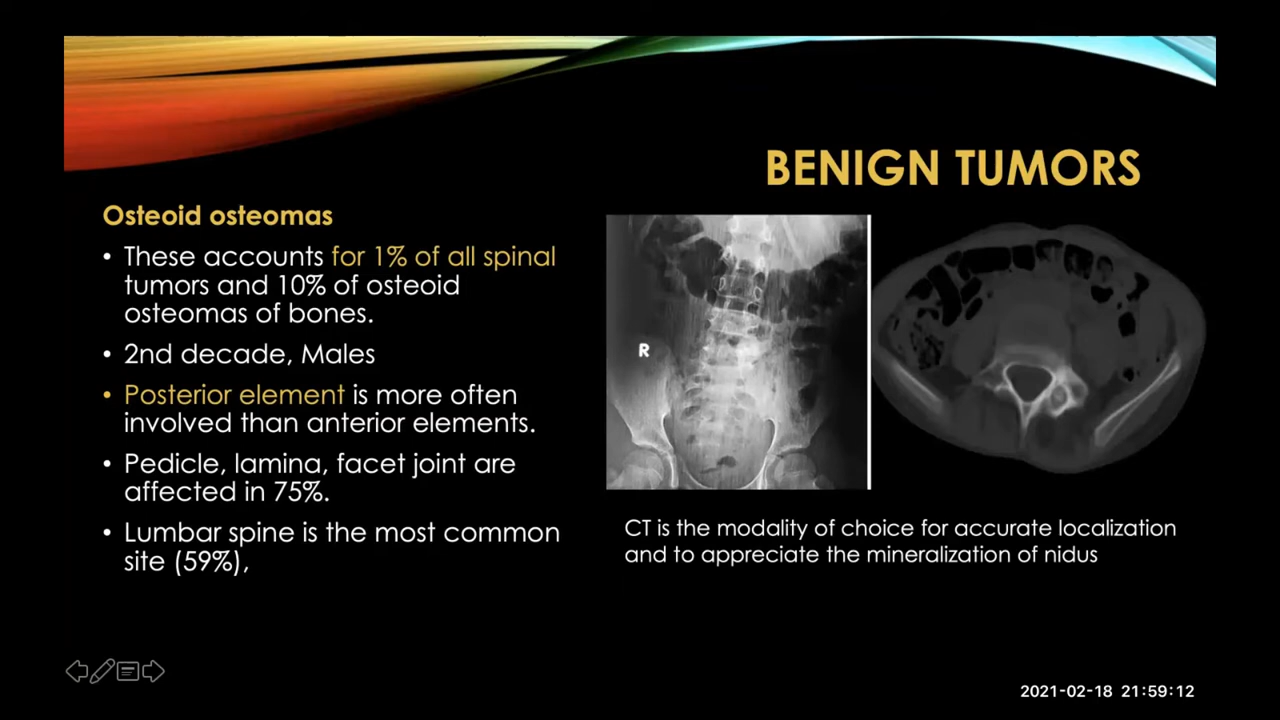 BENIGN TUMORS
Osteoid osteomas
• These accounts for 1% of all spinal
tumors and 10% of osteoid
osteomas of bones.
• 2nd decade, Males
• Posterior element is more often
involved than anterior elements.
• Pedicle, lamina, facet joint are
affected in 75%.
• Lumbar spine is the most common
site (59%),
R
CT is the modality of choice for accurate localization
and to appreciate the mineralization of nidus
2021-02-18 21:59:12